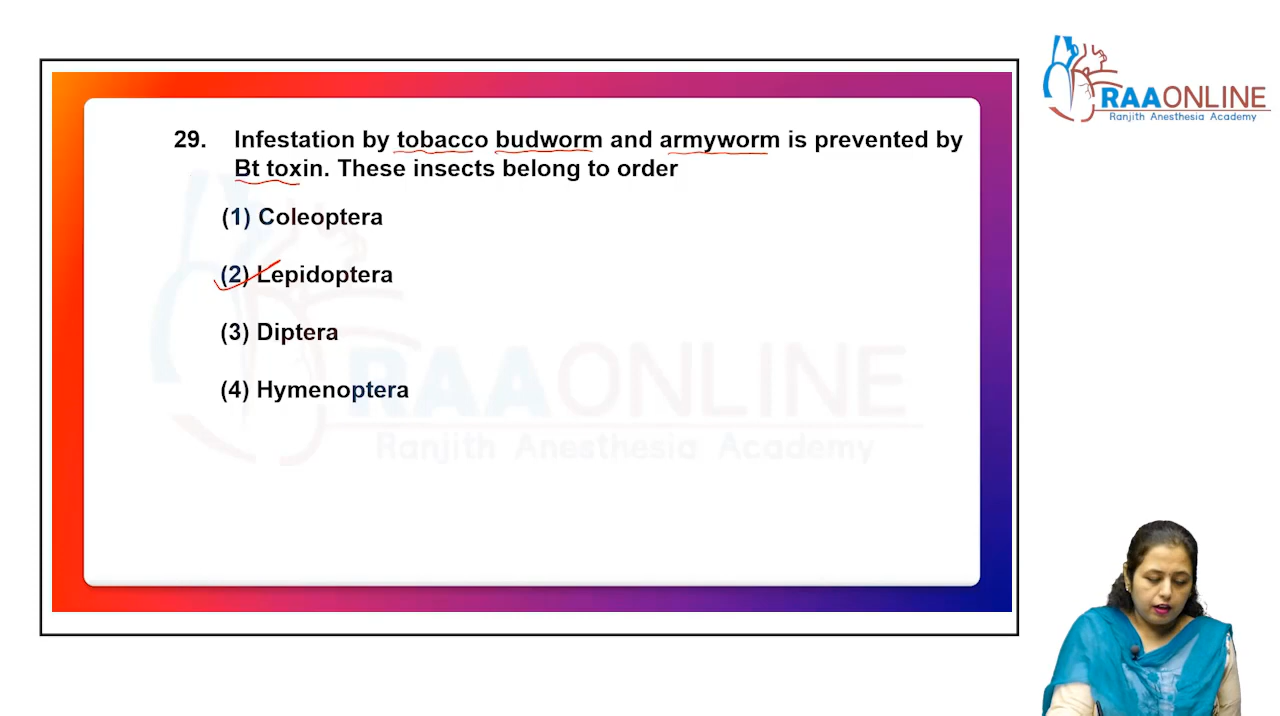 RAAONLINE
Ranjith Anesthesia Academy
29. Infestation by tobacco budworm and armyworm is prevented by
Bt toxin. These insects belong to order
(1) Coleoptera
(2) Lepidoptera
(3) Diptera
(4) Hymenoptera
RAAONLINE
Ranjith Anesthesia Academy